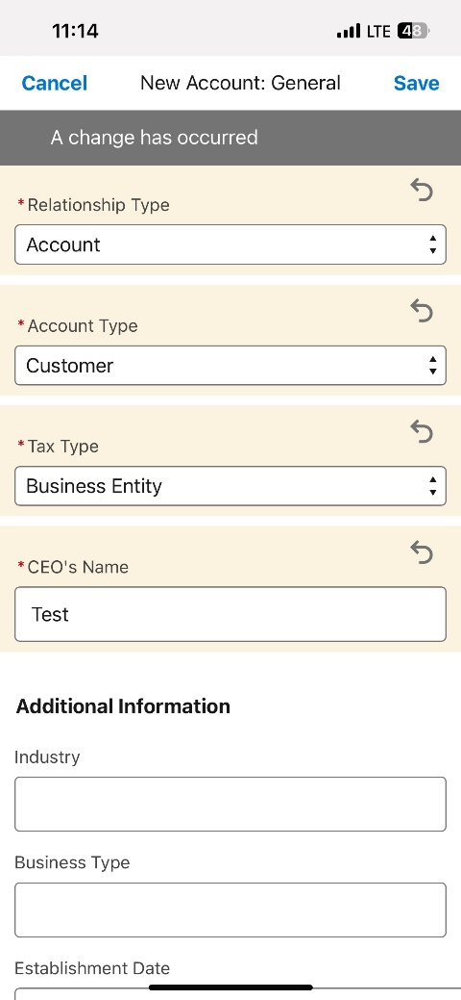 11:14
LTE 48
Cancel New Account: General Save
A change has occurred
* Relationship Type
Account
* Account Type
Customer
* Tax Type
Business Entity
* CEO's Name
Test
Additional Information
Industry
Business Type
Establishment Date